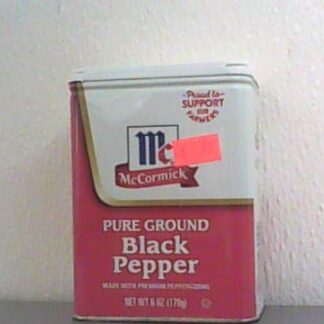 Proud to
SUPPORT
OUR
FARMERS
Mc
McCormick
PURE GROUND
Black
Pepper
MADE WITH PREMIUM PEPPERCORNS
NET WT 6 OZ (170g)